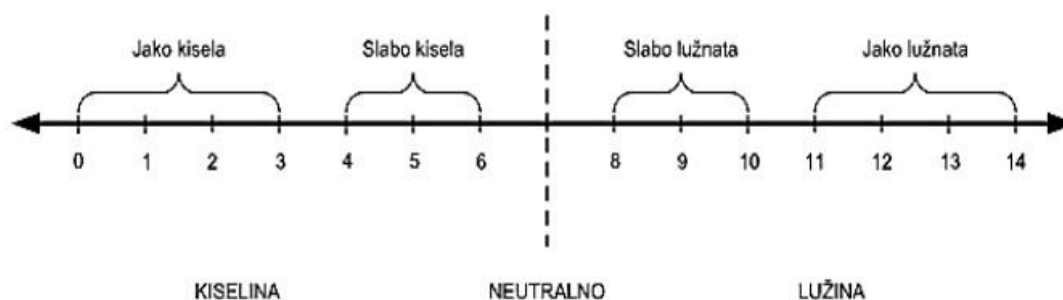 Jako kisela Slabo kisela Slabo lužnata Jako lužnata
0 1 2 3 4 5 6 8 9 10 11 12 13 14
KISELINA NEUTRALNO LUŽINA